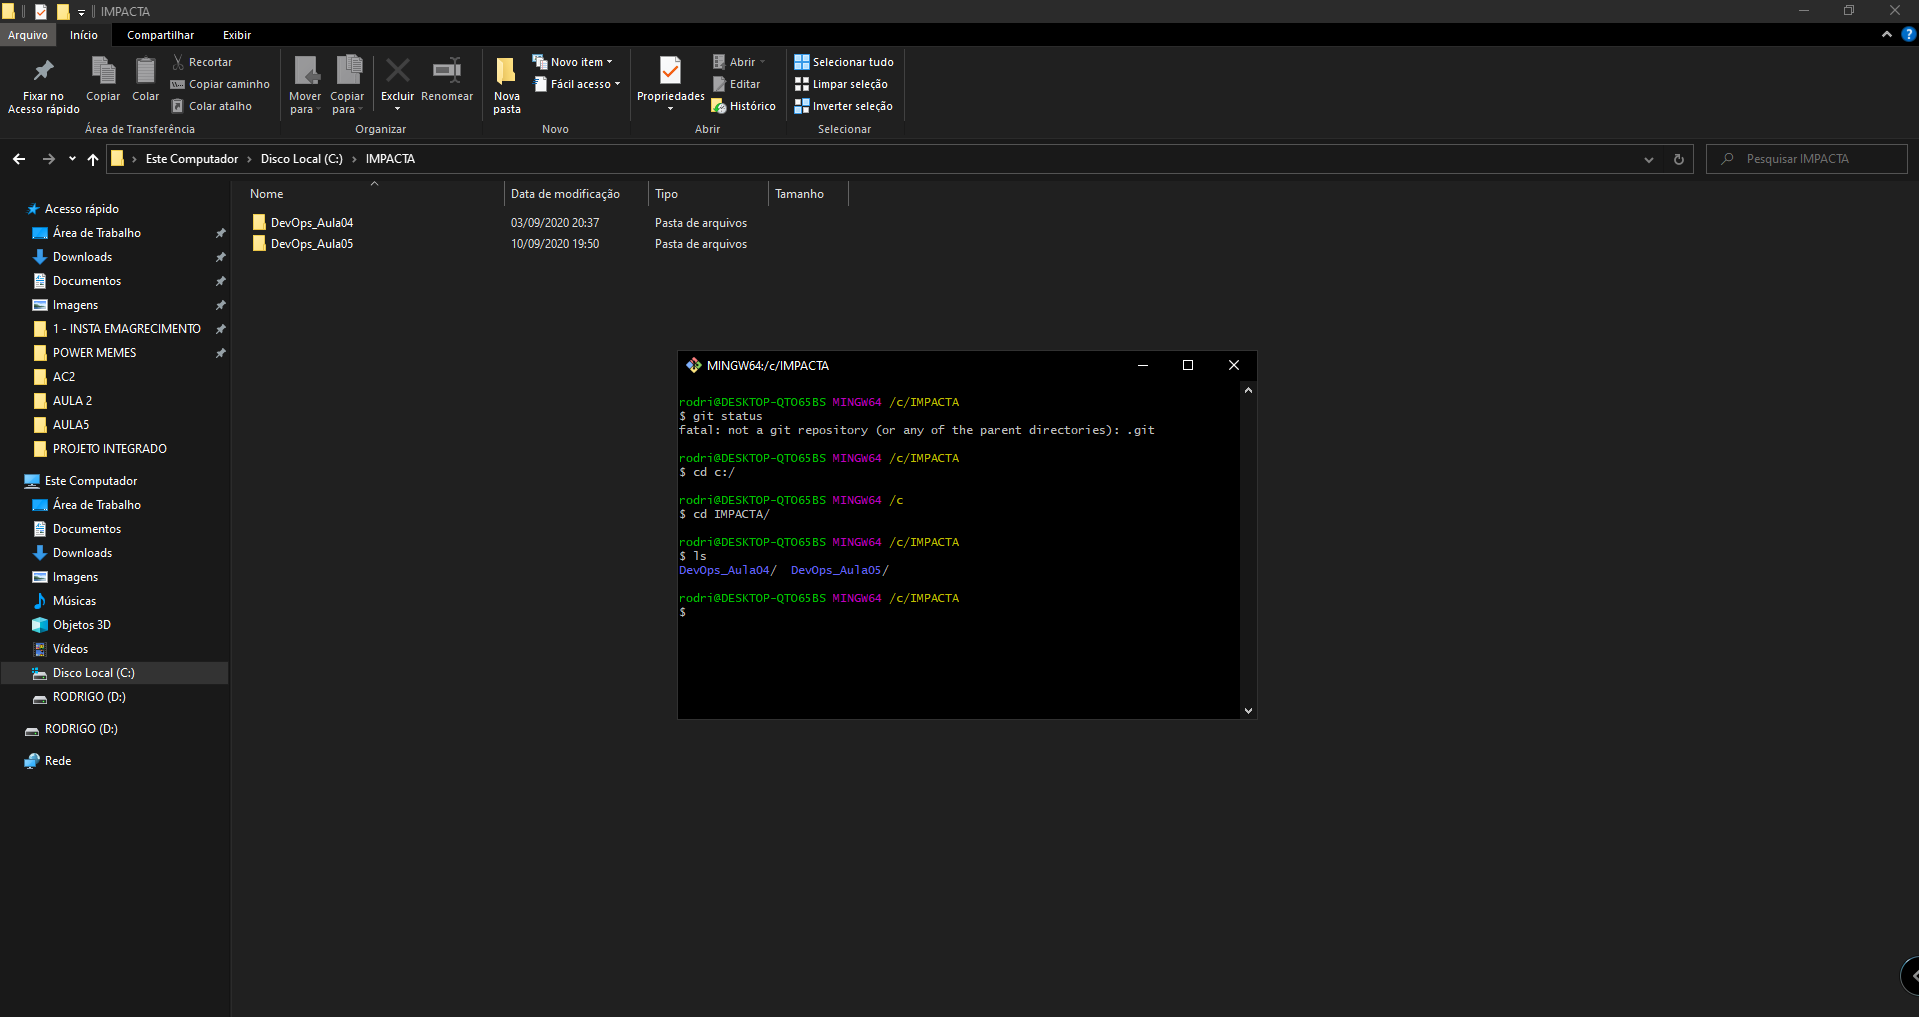 IMPACTA
Arquivo Início Compartilhar Exibir
Fixar no Acesso rápido
Copiar
Colar
Recortar
Copiar caminho
Colar atalho
Área de Transferência
Mover para
Copiar para
Excluir
Renomear
Organizar
Nova pasta
Novo item
Fácil acesso
Novo
Propriedades
Abrir
Editar
Histórico
Abrir
Selecionar tudo
Limpar seleção
Inverter seleção
Selecionar
Este Computador › Disco Local (C:) › IMPACTA
Pesquisar IMPACTA
Acesso rápido
Área de Trabalho
Downloads
Documentos
Imagens
1 - INSTA EMAGRECIMENTO
POWER MEMES
AC2
AULA 2
AULA5
PROJETO INTEGRADO
Este Computador
Área de Trabalho
Documentos
Downloads
Imagens
Músicas
Objetos 3D
Vídeos
Disco Local (C:)
RODRIGO (D:)
RODRIGO (D:)
Rede
Nome Data de modificação Tipo Tamanho
DevOps_Aula04 03/09/2020 20:37 Pasta de arquivos
DevOps_Aula05 10/09/2020 19:50 Pasta de arquivos
MINGW64:/c/IMPACTA
rodri@DESKTOP-QTO65BS MINGW64 /c/IMPACTA
$ git status
fatal: not a git repository (or any of the parent directories): .git
rodri@DESKTOP-QTO65BS MINGW64 /c/IMPACTA
$ cd c:/
rodri@DESKTOP-QTO65BS MINGW64 /c
$ cd IMPACTA/
rodri@DESKTOP-QTO65BS MINGW64 /c/IMPACTA
$ ls
DevOps_Aula04/ DevOps_Aula05/
rodri@DESKTOP-QTO65BS MINGW64 /c/IMPACTA
$